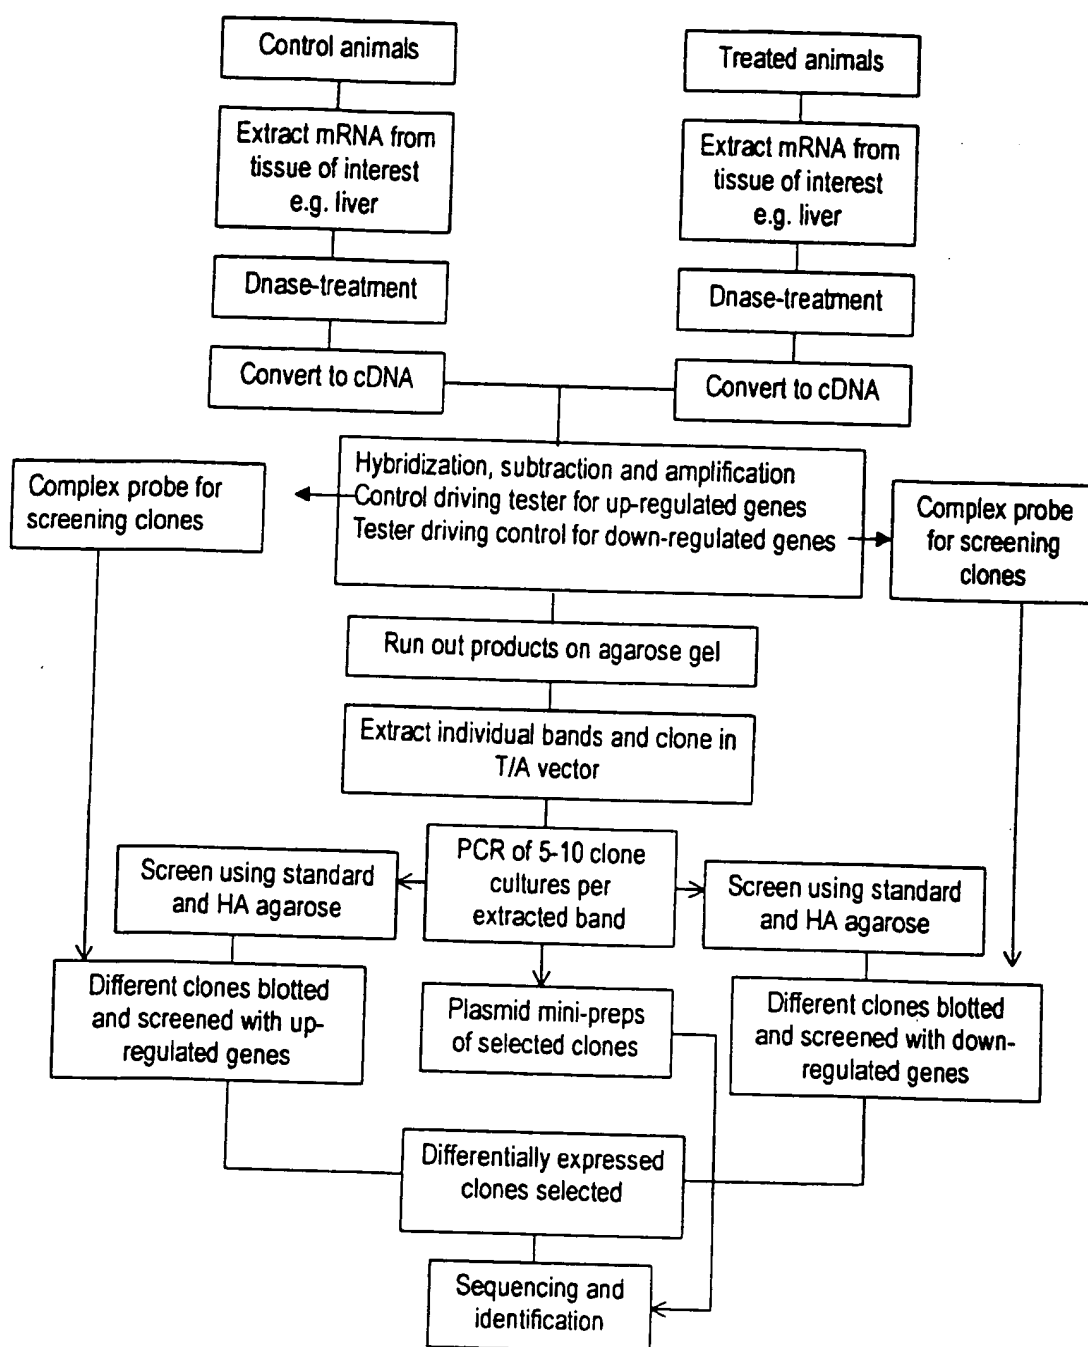 Control animals
Treated animals
Extract mRNA from
tissue of interest
e.g. liver
Extract mRNA from
tissue of interest
e.g. liver
Dnase-treatment
Dnase-treatment
Convert to cDNA
Convert to cDNA
Hybridization, subtraction and amplification
Control driving tester for up-regulated genes
Tester driving control for down-regulated genes
Complex probe for
screening clones
Complex probe
for screening
clones
Run out products on agarose gel
Extract individual bands and clone in
T/A vector
PCR of 5-10 clone
cultures per
extracted band
Screen using standard
and HA agarose
Screen using standard
and HA agarose
Different clones blotted
and screened with up-
regulated genes
Plasmid mini-preps
of selected clones
Different clones blotted
and screened with down-
regulated genes
Differentially expressed
clones selected
Sequencing and
identification